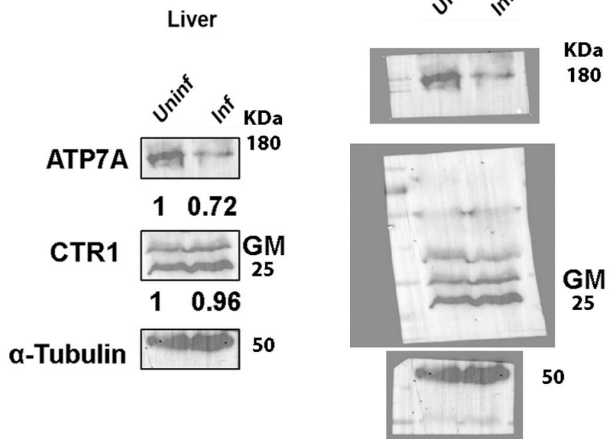 Liver
Uninf Inf
KDa
180
ATP7A
1 0.72
CTR1
GM
25
1 0.96
α-Tubulin
50
KDa
180
GM
25
50